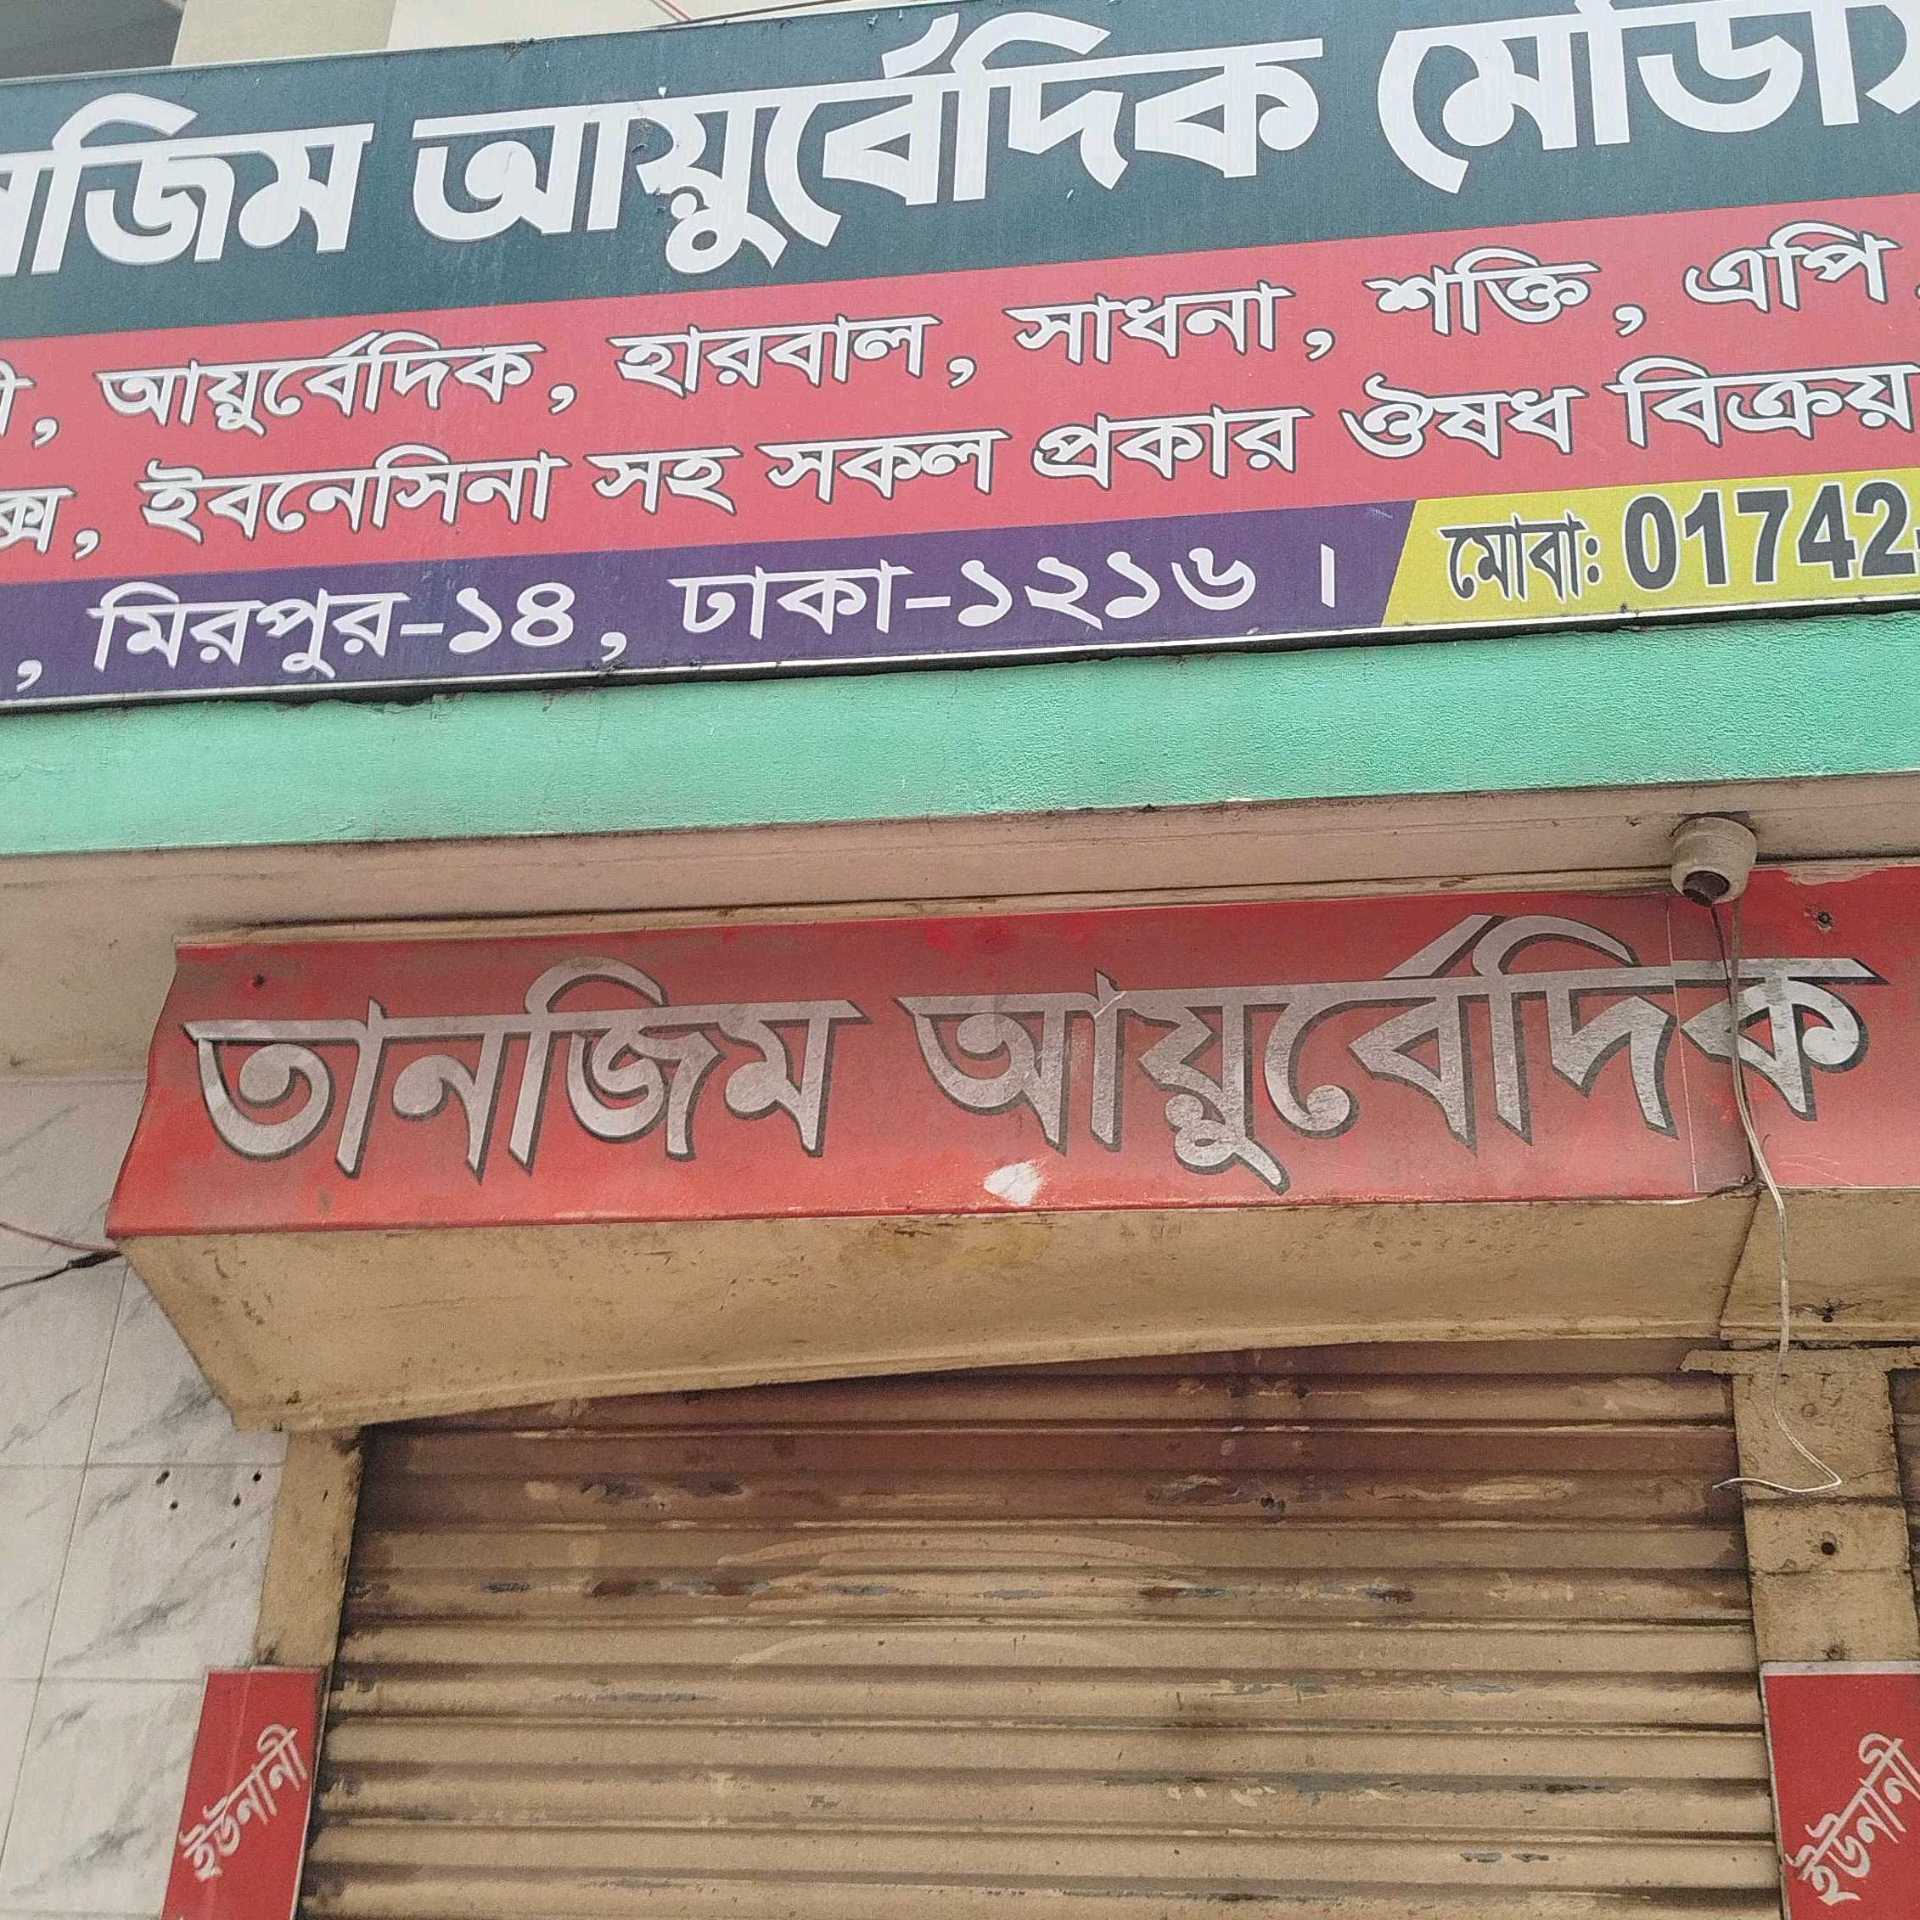 নজিম আয়ুর্বেদিক মেডি
, আয়ুর্বেদিক, হারবাল, সাধনা, শক্তি, এপি
ক্স, ইবনেসিনা সহ সকল প্রকার ঔষধ বিক্রয়
, মিরপুর-১৪, ঢাকা-১২১৬।
মোবা: 01742-
তানজিম আয়ুর্বেদিক
ইউনানী
ইউনানী